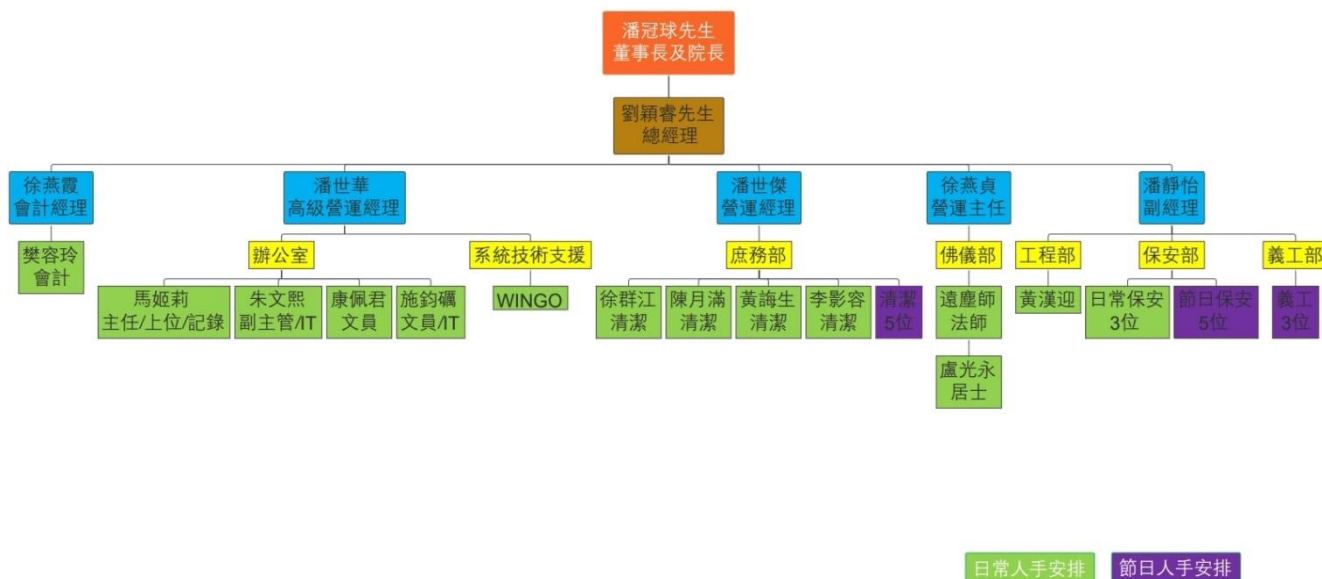 潘冠球先生
董事長及院長
劉穎睿先生
總經理
徐燕霞
會計經理
潘世華
高級營運經理
潘世傑
營運經理
徐燕貞
營運主任
潘靜怡
副經理
樊容玲
會計
辦公室
系統技術支援
庶務部
佛儀部
工程部
保安部
義工部
馬姬莉
主任/上位/記錄
朱文熙
副主管/IT
康佩君
文員
施鈞礪
文員/IT
WINGO
徐群江
清潔
陳月滿
清潔
黃誨生
清潔
李影容
清潔
清潔
5位
遠塵師
法師
黃漢迎
日常保安
3位
節日保安
5位
義工
3位
盧光永
居士
日常人手安排
節日人手安排